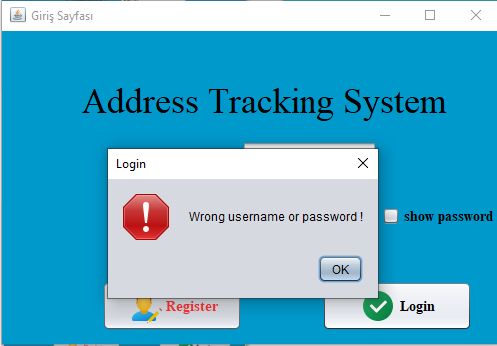 Giriş Sayfası
Address Tracking System
Login
Wrong username or password !
OK
show password
Register
Login